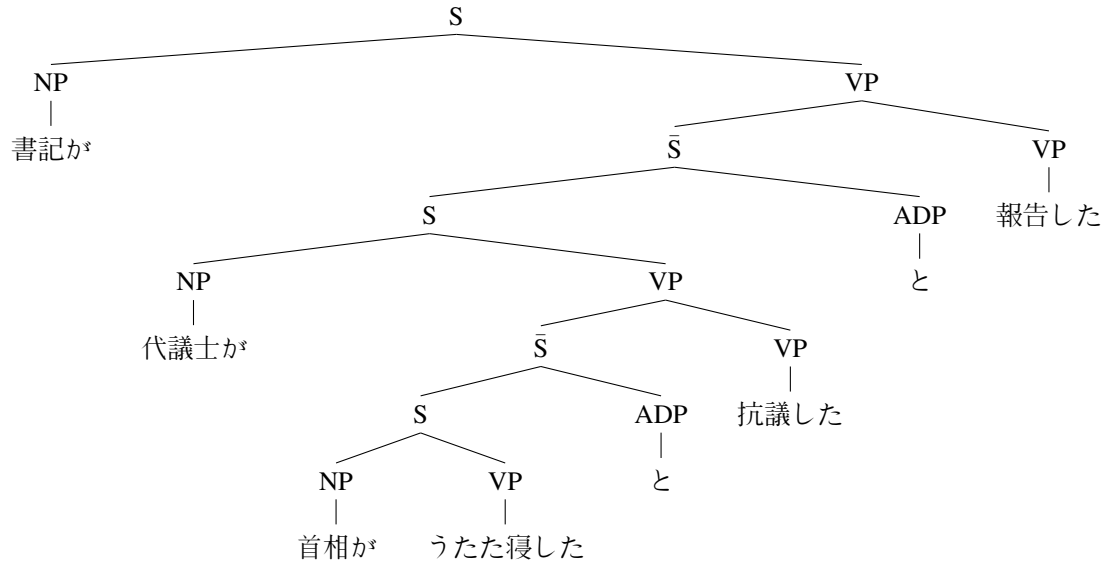 S
NP VP
書記が S̄ VP
S ADP 報告した
NP VP と
代議士が S̄ VP
S ADP 抗議した
NP VP と
首相が うたた寝した